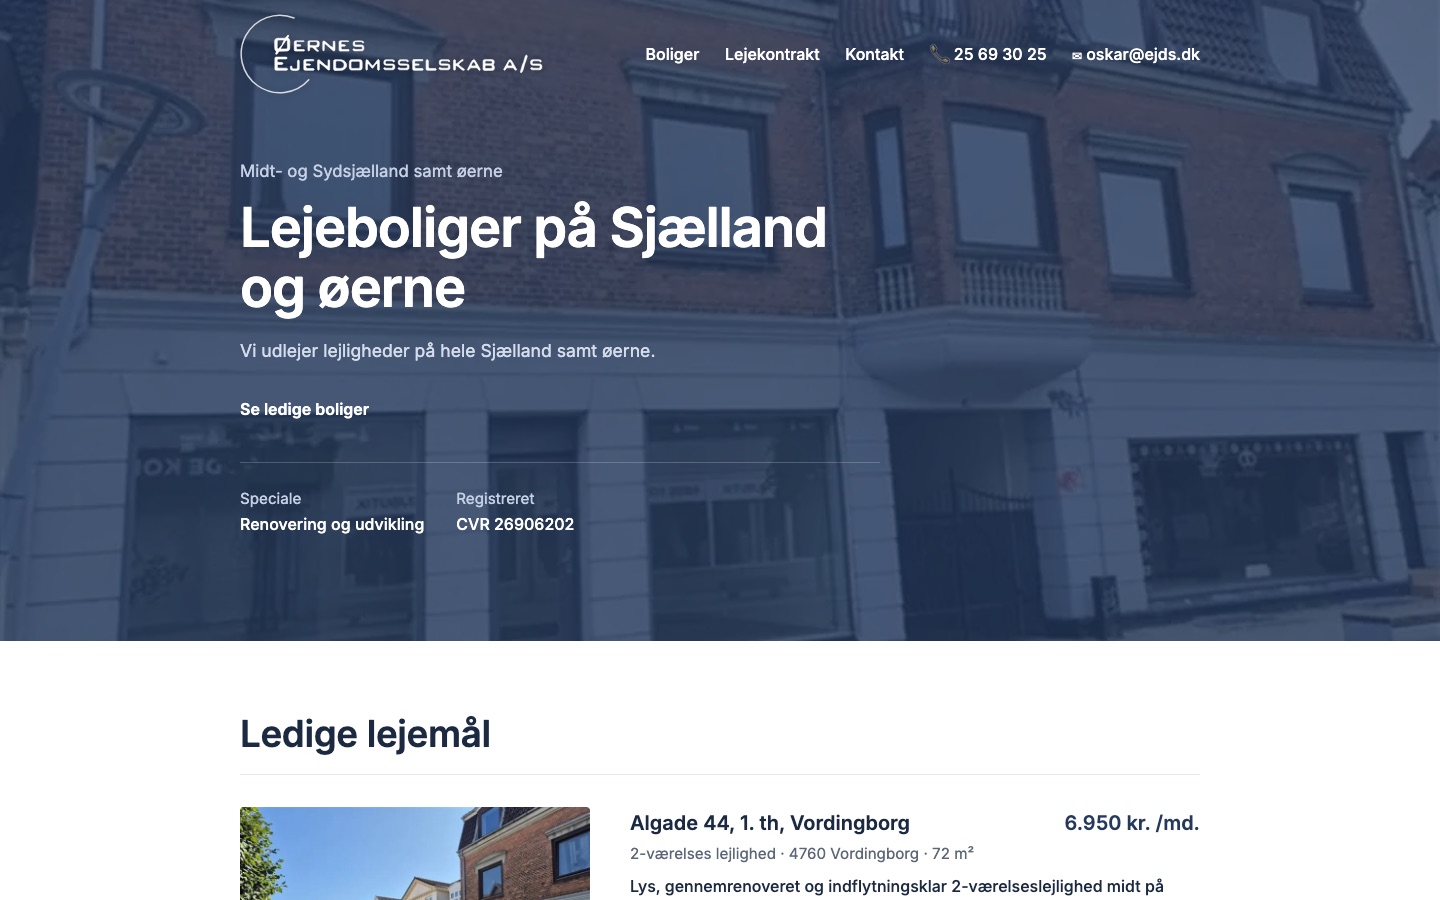 ØERNES
EJENDOMSSELSKAB A/S
Boliger
Lejekontrakt
Kontakt
📞 25 69 30 25
✉ oskar@ejds.dk
Midt- og Sydsjælland samt øerne
Lejeboliger på Sjælland
og øerne
Vi udlejer lejligheder på hele Sjælland samt øerne.
Se ledige boliger
Speciale
Renovering og udvikling
Registreret
CVR 26906202
Ledige lejemål
Algade 44, 1. th, Vordingborg
6.950 kr. /md.
2-værelses lejlighed · 4760 Vordingborg · 72 m²
Lys, gennemrenoveret og indflytningsklar 2-værelseslejlighed midt på